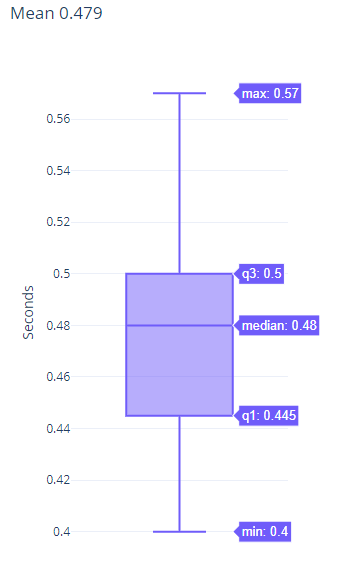 Mean 0.479
max: 0.57
0.56
0.54
0.52
0.5
q3: 0.5
Seconds
0.48
median: 0.48
0.46
q1: 0.445
0.44
0.42
0.4
min: 0.4